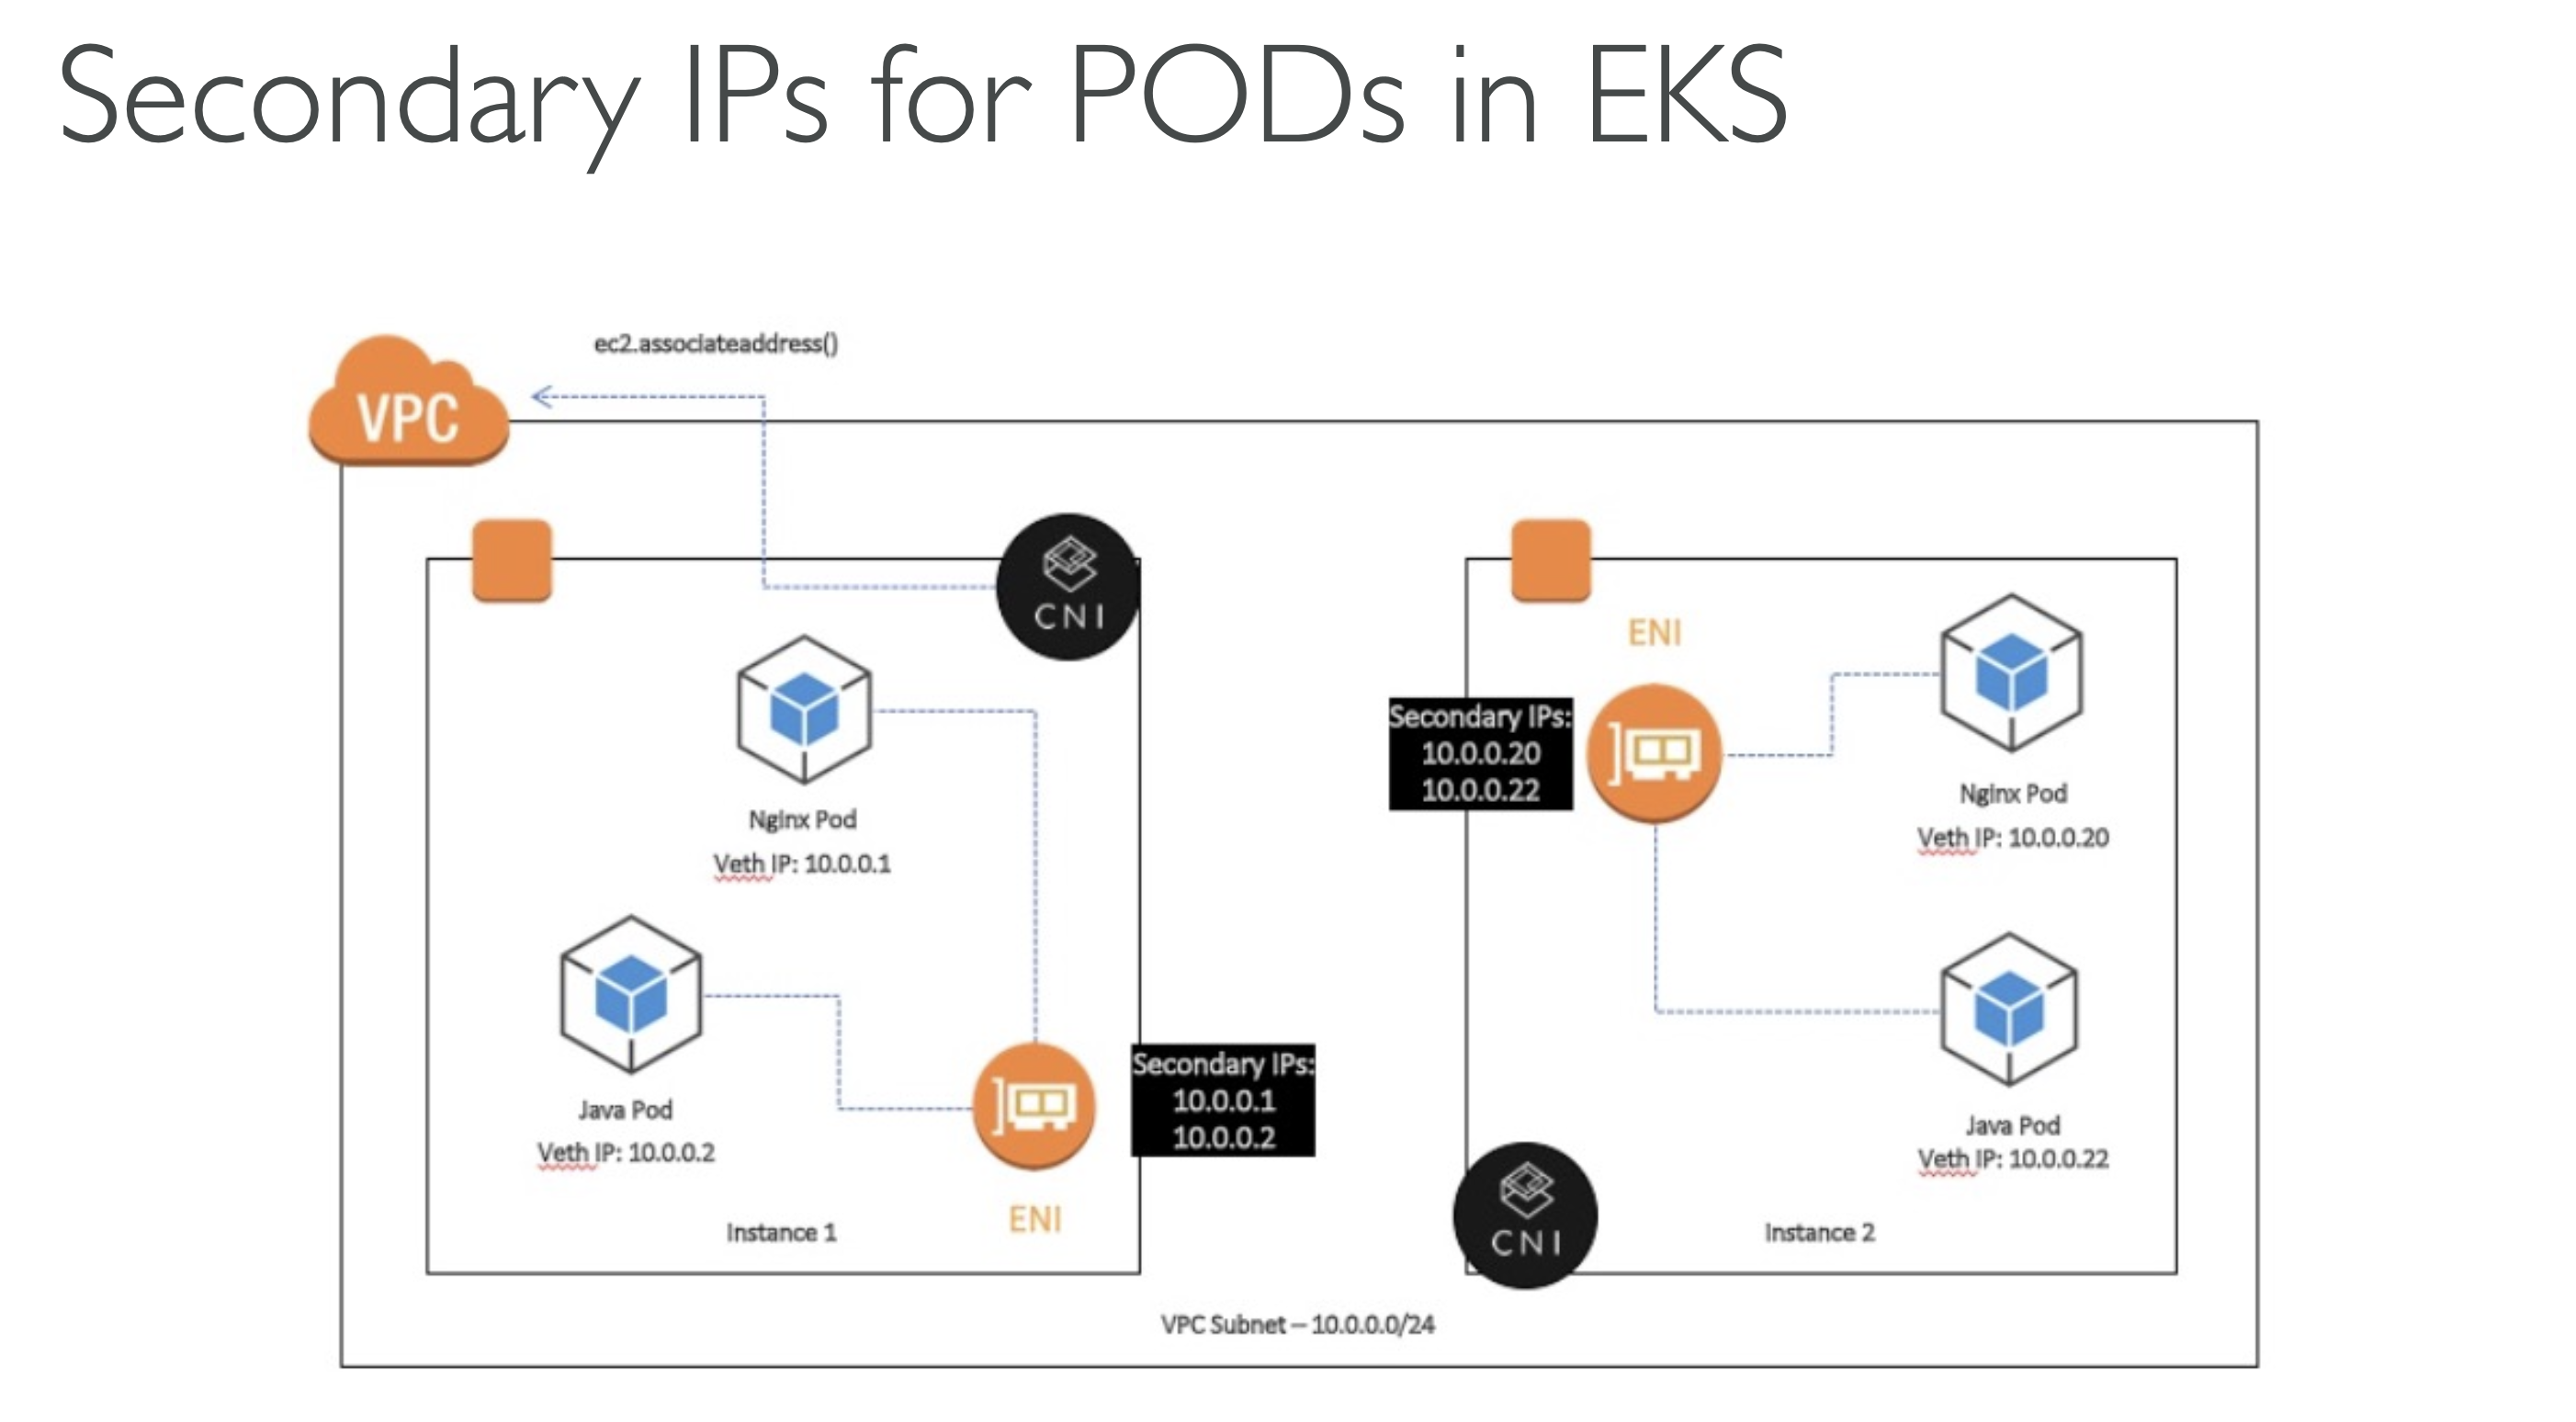 Secondary IPs for PODs in EKS
ec2.associateaddress()
VPC
CNI
Nginx Pod
Veth IP: 10.0.0.1
Java Pod
Veth IP: 10.0.0.2
Secondary IPs:
10.0.0.1
10.0.0.2
ENI
Instance 1
ENI
Secondary IPs:
10.0.0.20
10.0.0.22
Nginx Pod
Veth IP: 10.0.0.20
Java Pod
Veth IP: 10.0.0.22
CNI
Instance 2
VPC Subnet – 10.0.0.0/24